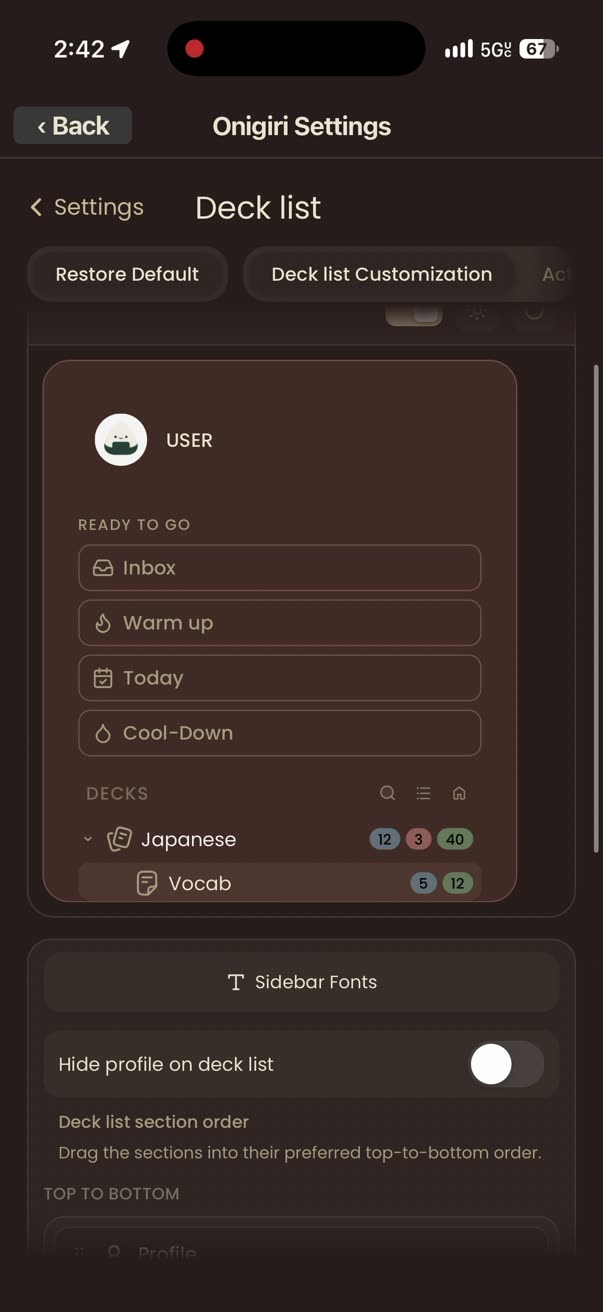 2:42
5G UC
67
‹ Back
Onigiri Settings
Settings
Deck list
Restore Default
Deck list Customization
USER
READY TO GO
Inbox
Warm up
Today
Cool-Down
DECKS
Japanese
12 3 40
Vocab
5 12
Sidebar Fonts
Hide profile on deck list
Deck list section order
Drag the sections into their preferred top-to-bottom order.
TOP TO BOTTOM
Profile